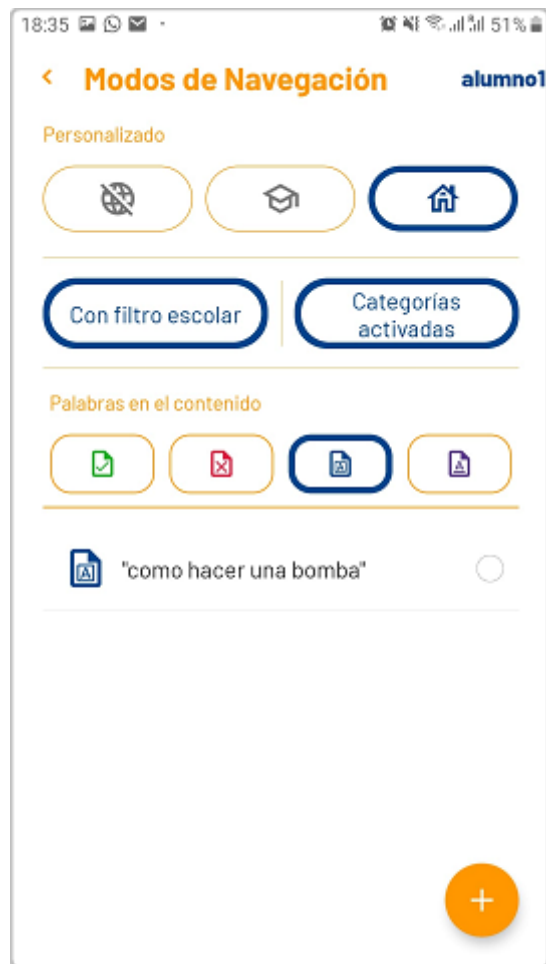 18:35 51%
Modos de Navegación alumno1
Personalizado
Con filtro escolar
Categorías
activadas
Palabras en el contenido
A
A
A
"como hacer una bomba"
+